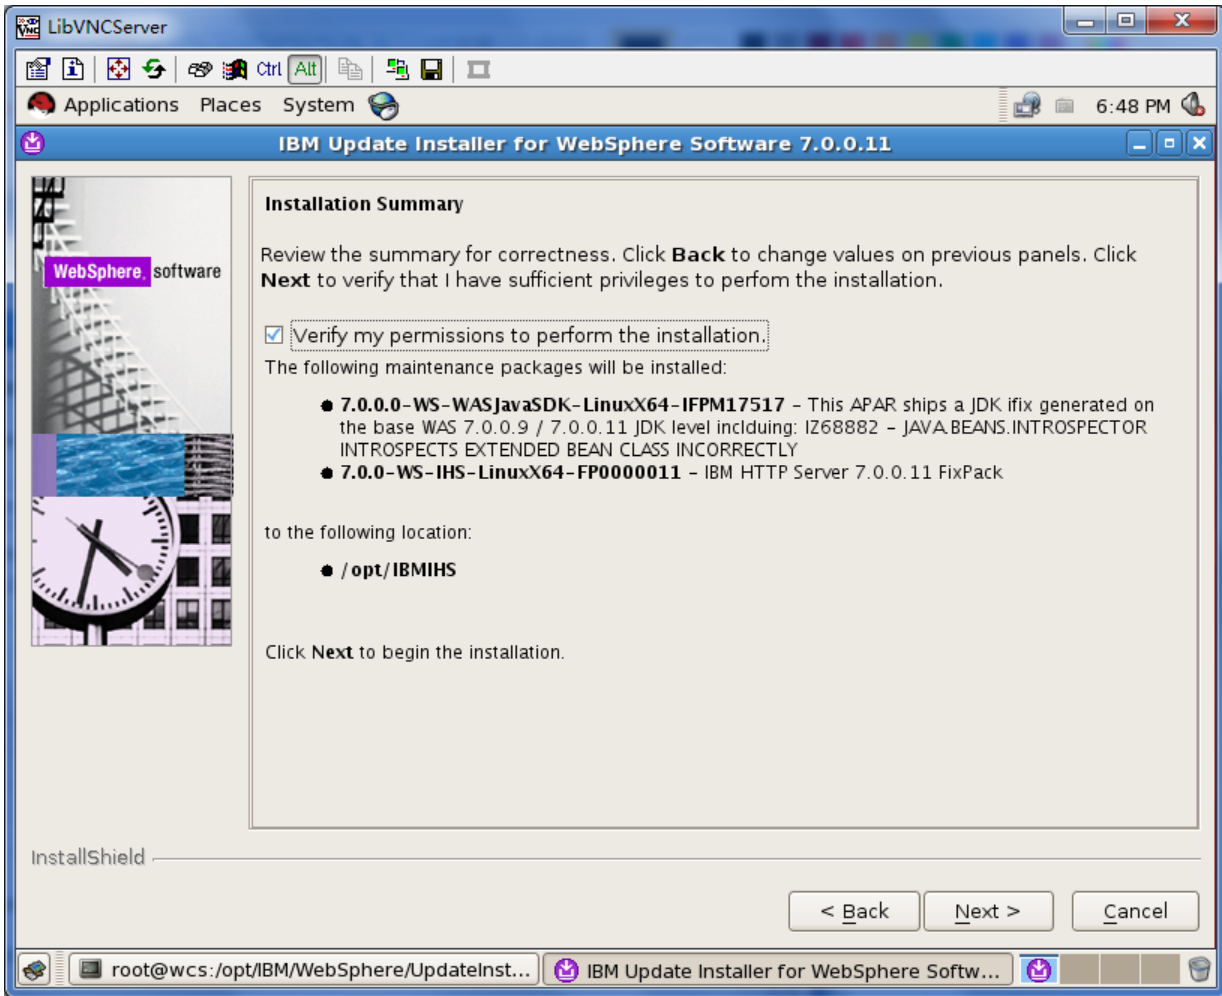 LibVNCServer
Ctrl Alt
Applications Places System 6:48 PM
IBM Update Installer for WebSphere Software 7.0.0.11
WebSphere. software
Installation Summary
Review the summary for correctness. Click Back to change values on previous panels. Click
Next to verify that I have sufficient privileges to perfom the installation.
Verify my permissions to perform the installation.
The following maintenance packages will be installed:
● 7.0.0.0-WS-WASJavaSDK-LinuxX64-IFPM17517 – This APAR ships a JDK ifix generated on
the base WAS 7.0.0.9 / 7.0.0.11 JDK level inclduing: IZ68882 – JAVA.BEANS.INTROSPECTOR
INTROSPECTS EXTENDED BEAN CLASS INCORRECTLY
● 7.0.0-WS-IHS-LinuxX64-FP0000011 – IBM HTTP Server 7.0.0.11 FixPack
to the following location:
● /opt/IBMIHS
Click Next to begin the installation.
InstallShield
< Back Next > Cancel
root@wcs:/opt/IBM/WebSphere/UpdateInst... IBM Update Installer for WebSphere Softw...